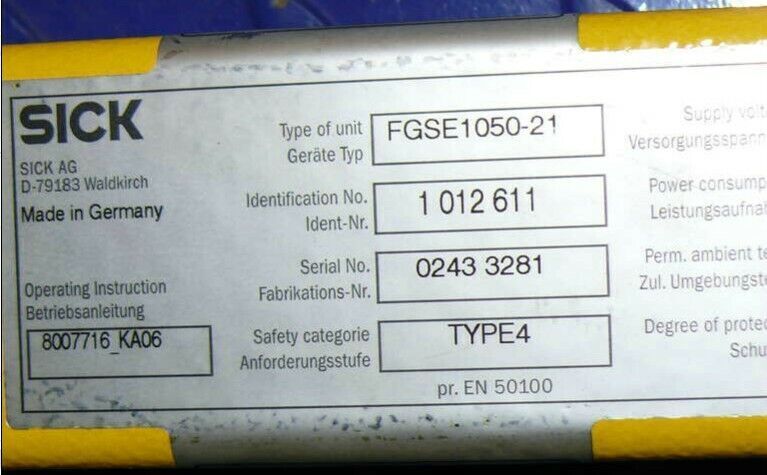 SICK
SICK AG
D-79183 Waldkirch
Made in Germany
Operating Instruction
Betriebsanleitung
8007716_KA06
Type of unit
Geräte Typ
FGSE1050-21
Identification No.
Ident-Nr.
1 012 611
Serial No.
Fabrikations-Nr.
0243 3281
Safety categorie
Anforderungsstufe
TYPE4
pr. EN 50100
Supply volt
Versorgungsspann
Power consump
Leistungsaufnah
Perm. ambient te
Zul. Umgebungste
Degree of protec
Schu